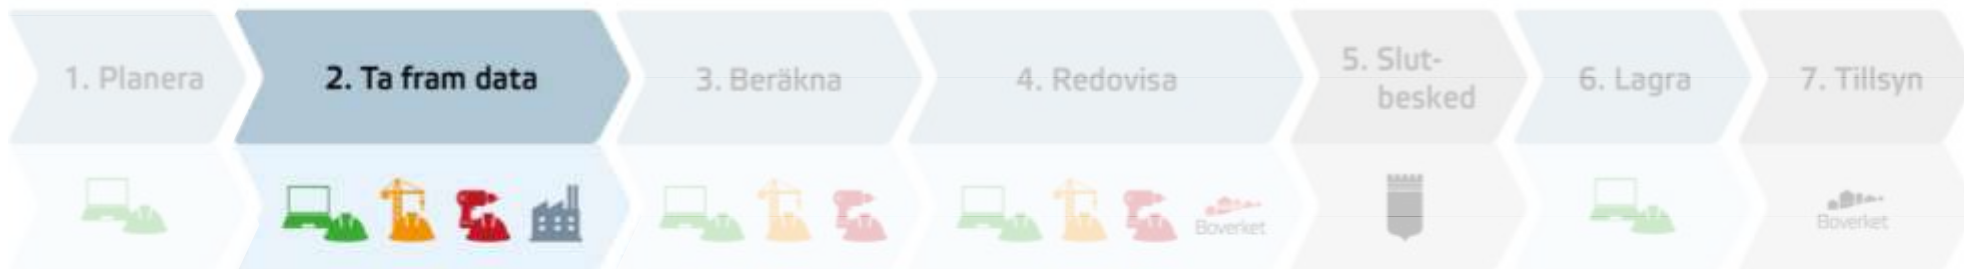 1. Planera
2. Ta fram data
3. Beräkna
4. Redovisa
5. Slut-
besked
6. Lagra
7. Tillsyn
Boverket
Boverket